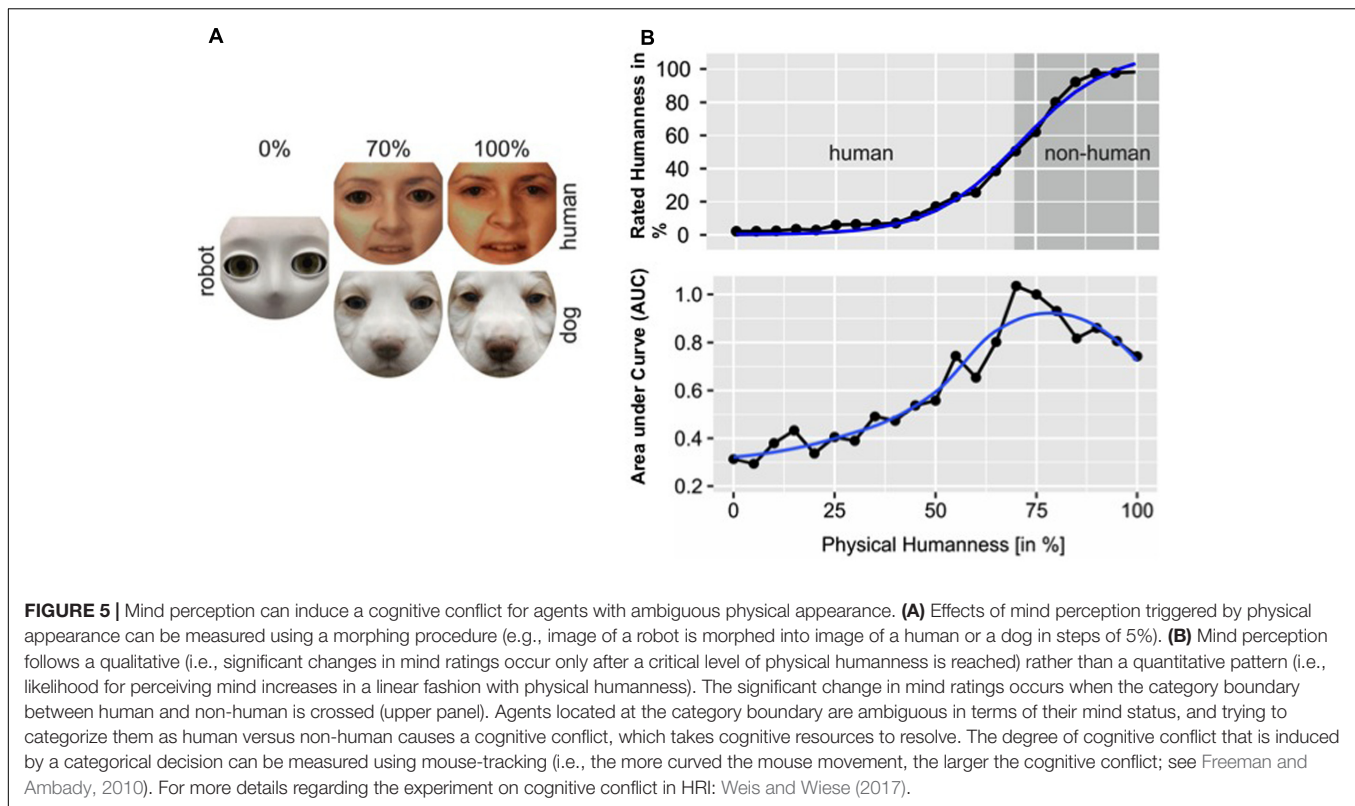 A
0%
70%
100%
robot
human
dog
B
Rated Humanness in
%
100
80
60
40
20
0
human
non-human
Area under Curve (AUC)
1.0
0.8
0.6
0.4
0.2
0
25
50
75
100
Physical Humanness [in %]
FIGURE 5 | Mind perception can induce a cognitive conflict for agents with ambiguous physical appearance. (A) Effects of mind perception triggered by physical
appearance can be measured using a morphing procedure (e.g., image of a robot is morphed into image of a human or a dog in steps of 5%). (B) Mind perception
follows a qualitative (i.e., significant changes in mind ratings occur only after a critical level of physical humanness is reached) rather than a quantitative pattern (i.e.,
likelihood for perceiving mind increases in a linear fashion with physical humanness). The significant change in mind ratings occurs when the category boundary
between human and non-human is crossed (upper panel). Agents located at the category boundary are ambiguous in terms of their mind status, and trying to
categorize them as human versus non-human causes a cognitive conflict, which takes cognitive resources to resolve. The degree of cognitive conflict that is induced
by a categorical decision can be measured using mouse-tracking (i.e., the more curved the mouse movement, the larger the cognitive conflict; see Freeman and
Ambady, 2010). For more details regarding the experiment on cognitive conflict in HRI: Weis and Wiese (2017).